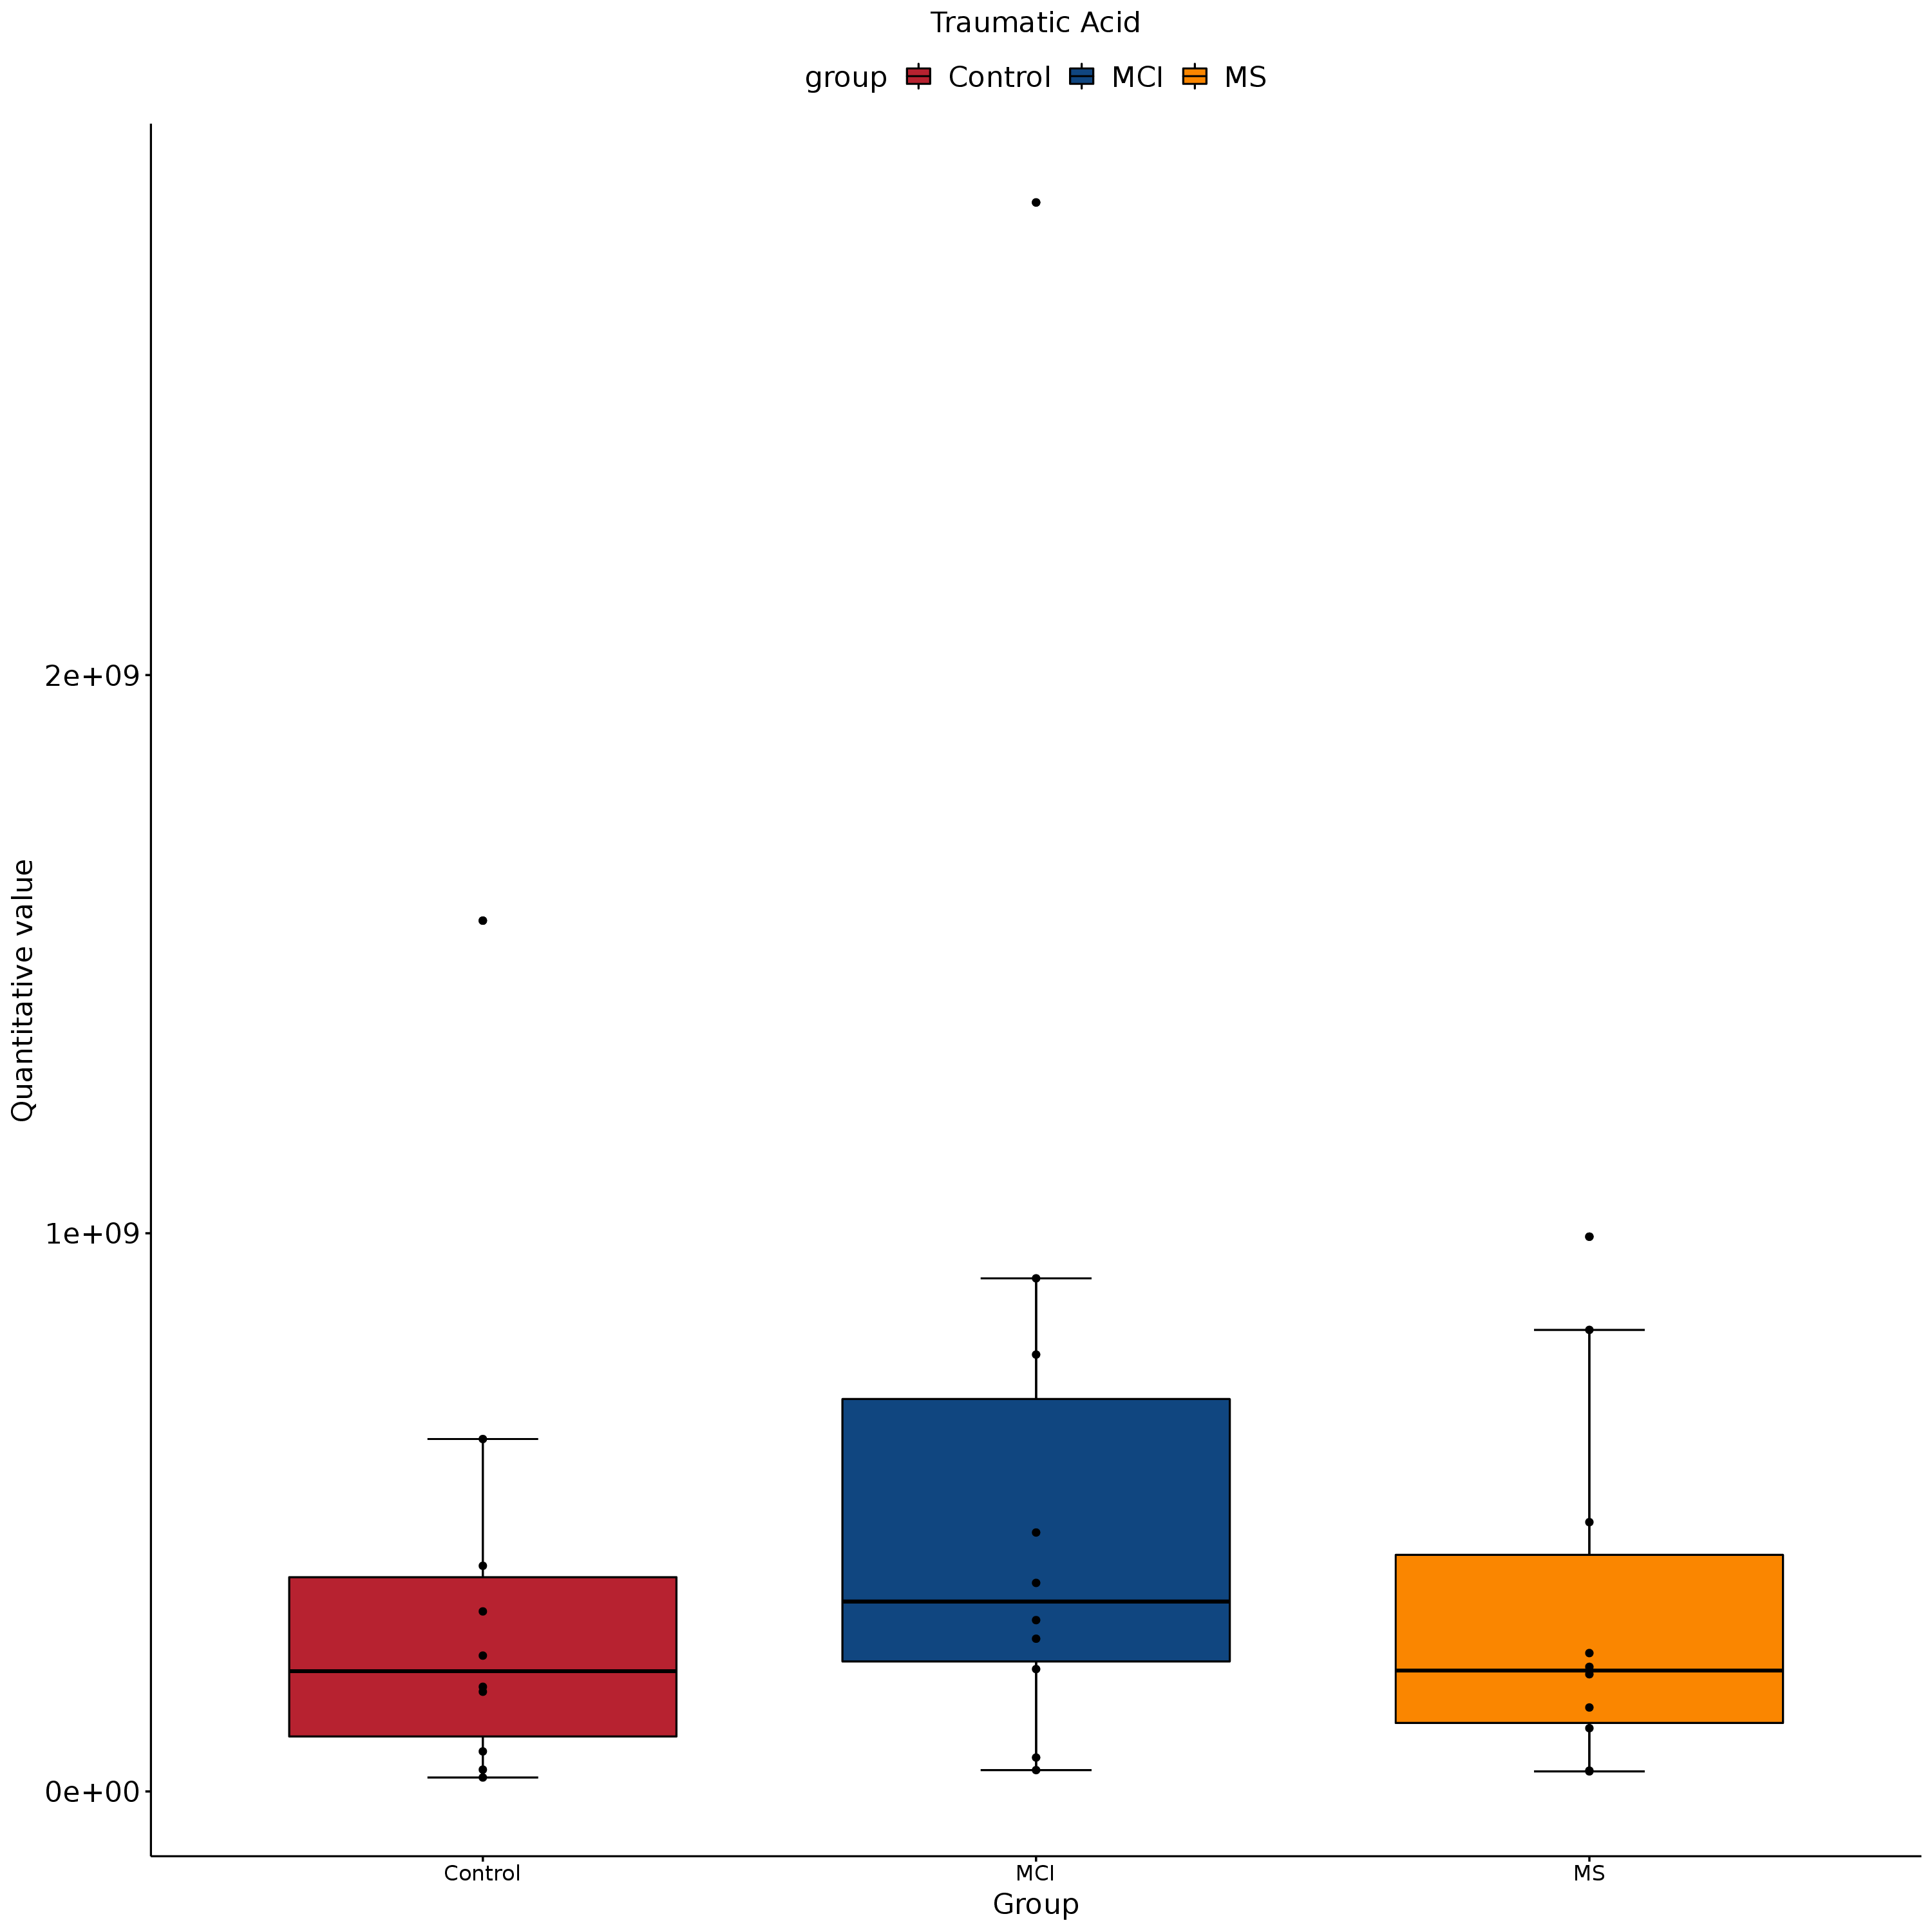 Traumatic Acid
group Control MCI MS
Quantitative value
2e+09
1e+09
0e+00
Control MCI MS
Group